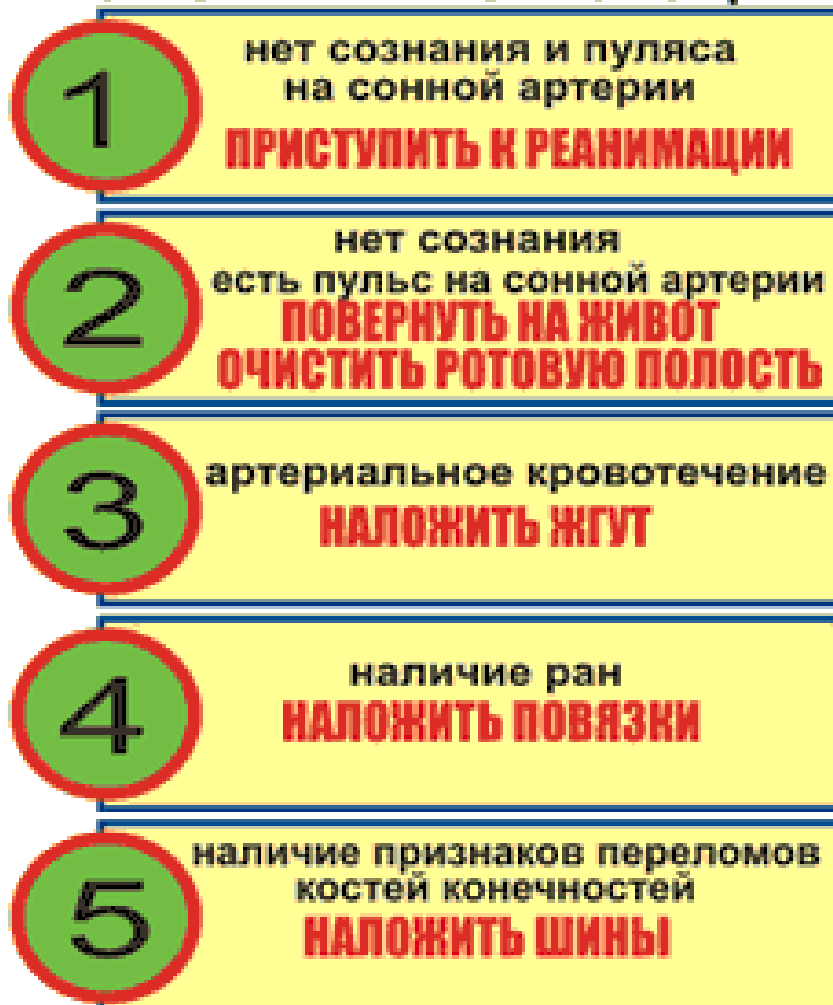 1
нет сознания и пуляса
на сонной артерии
ПРИСТУПИТЬ К РЕАНИМАЦИИ
2
нет сознания
есть пульс на сонной артерии
ПОВЕРНУТЬ НА ЖИВОТ
ОЧИСТИТЬ РОТОВУЮ ПОЛОСТЬ
3
артериальное кровотечение
НАЛОЖИТЬ ЖГУТ
4
наличие ран
НАЛОЖИТЬ ПОВЯЗКИ
5
наличие признаков переломов
костей конечностей
НАЛОЖИТЬ ШИНЫ